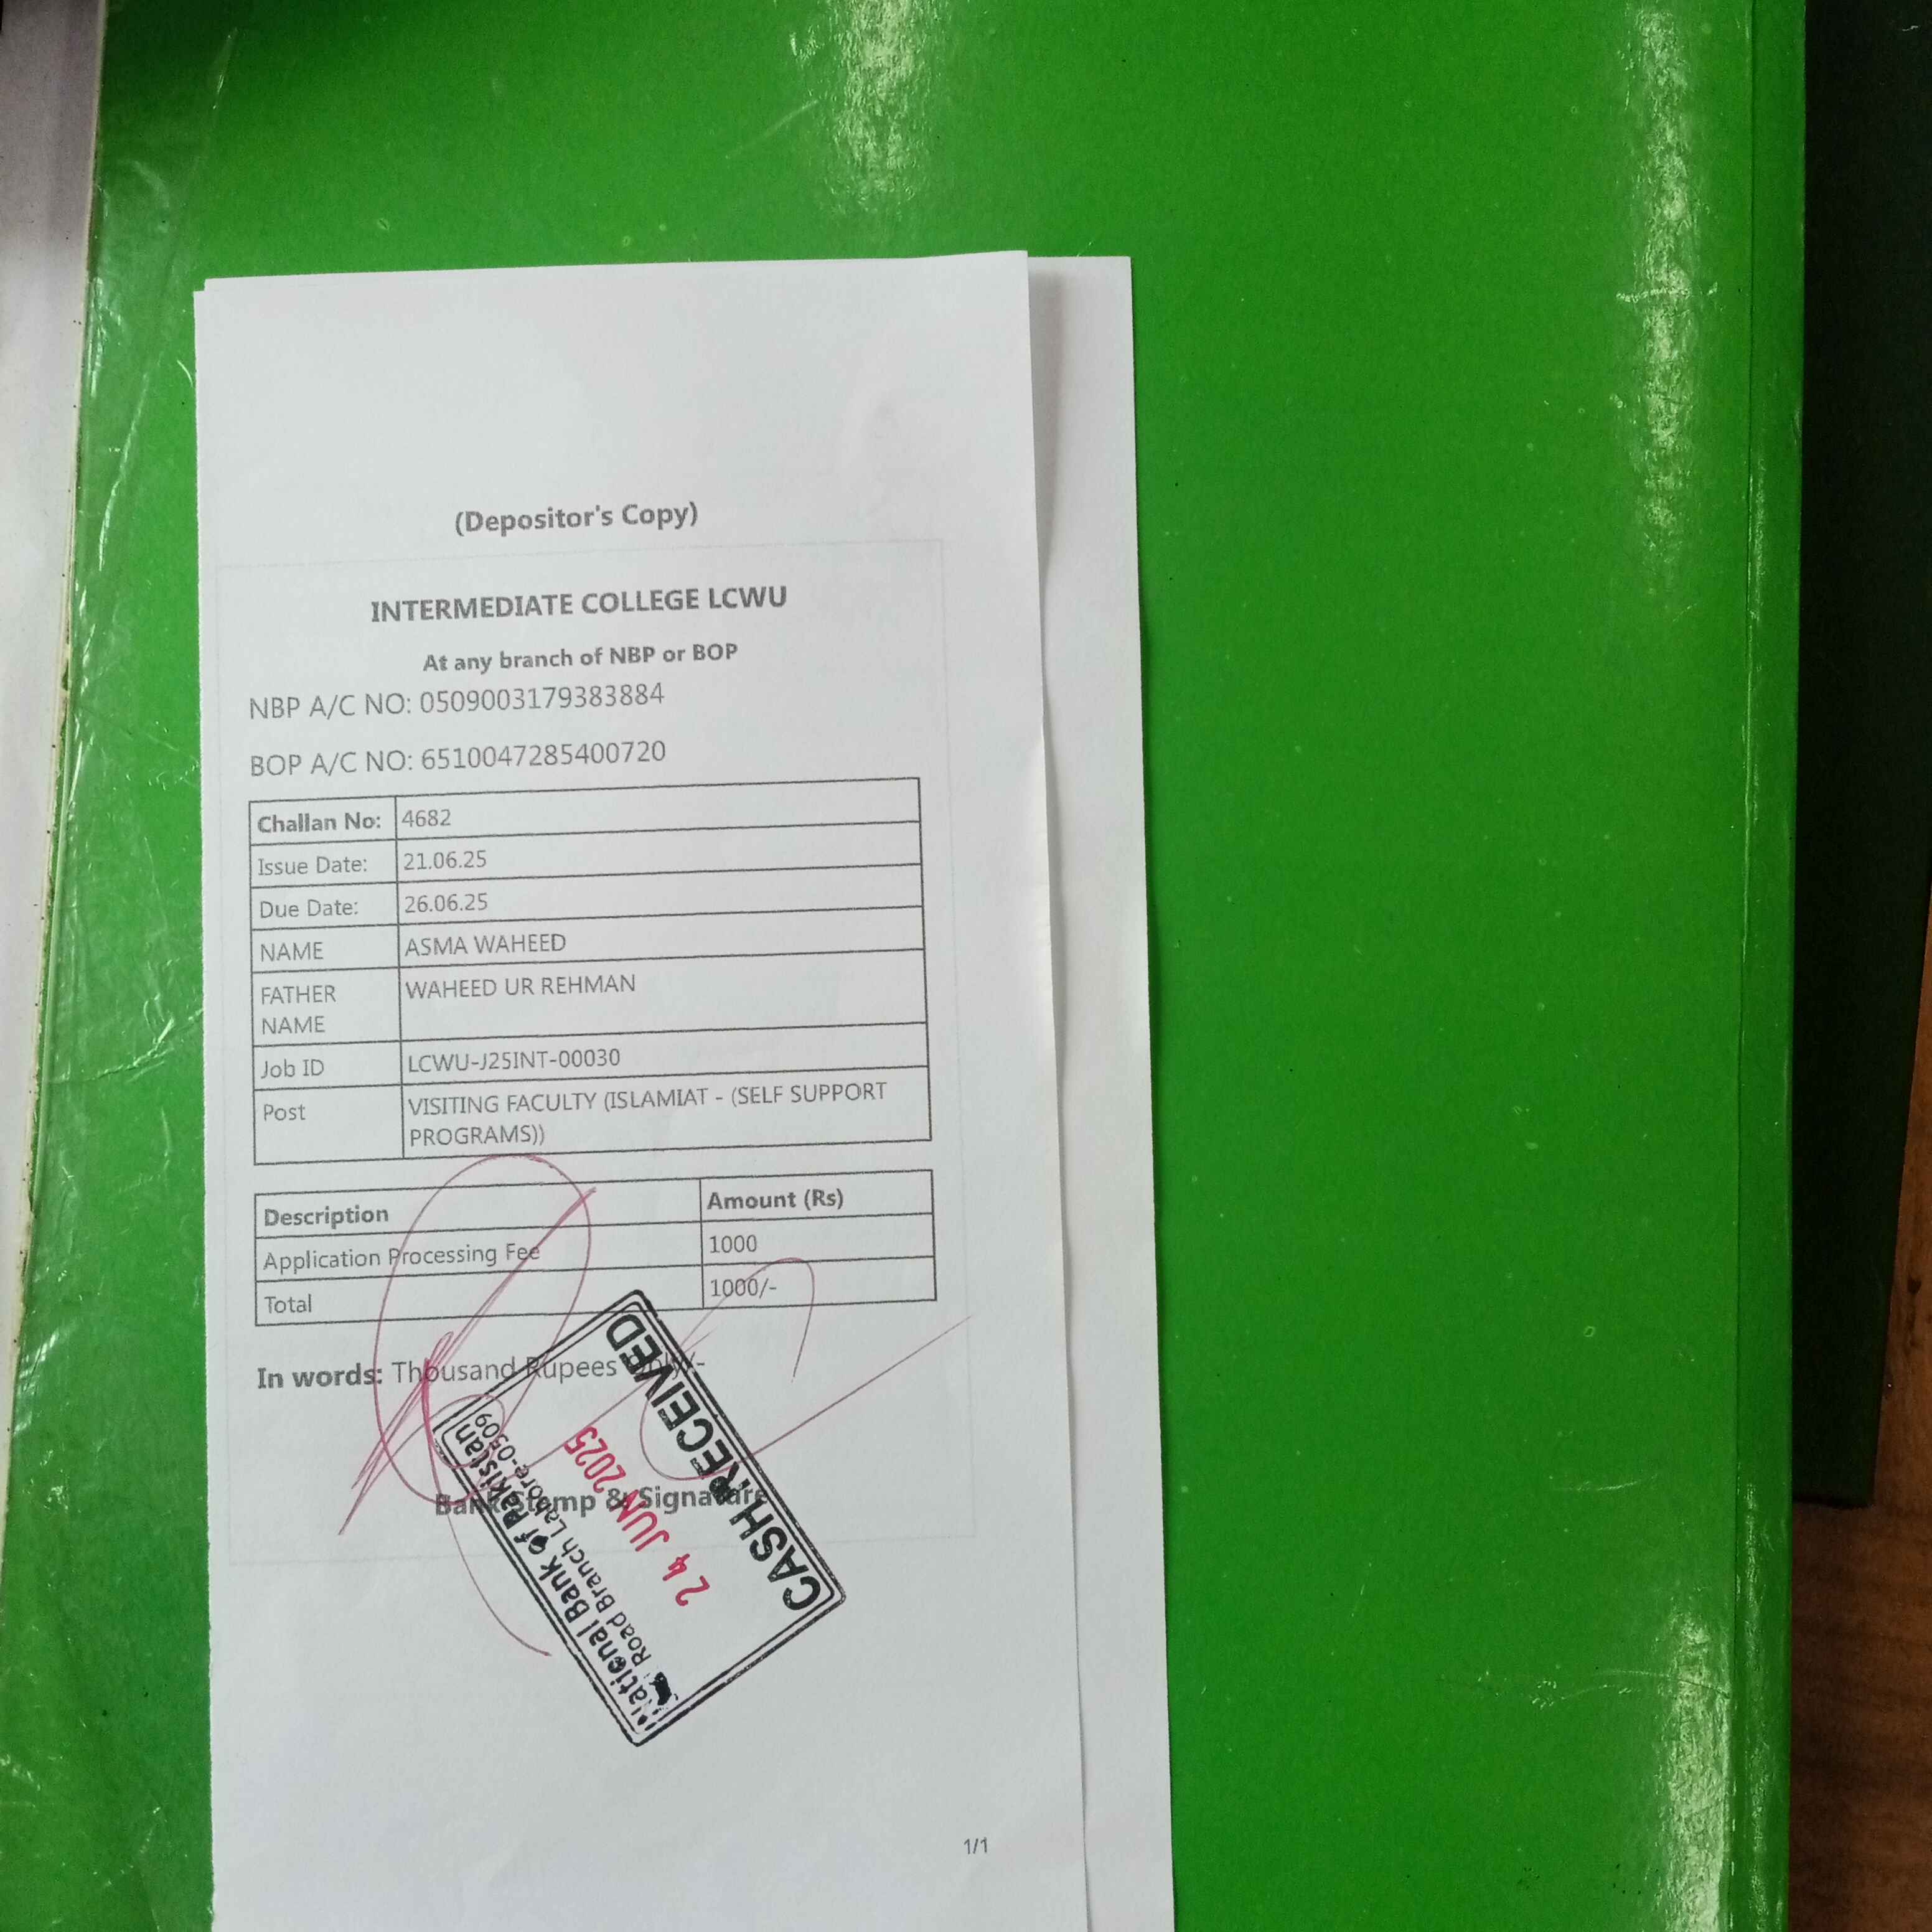 (Depositor's Copy)
INTERMEDIATE COLLEGE LCWU
At any branch of NBP or BOP
NBP A/C NO: 0509003179383884
BOP A/C NO: 6510047285400720
Challan No: 4682
Issue Date: 21.06.25
Due Date: 26.06.25
NAME ASMA WAHEED
FATHER NAME WAHEED UR REHMAN
Job ID LCWU-J25INT-00030
Post VISITING FACULTY (ISLAMIAT - (SELF SUPPORT
PROGRAMS))
Description Amount (Rs)
Application Processing Fee 1000
Total 1000/-
In words: Thousand Rupees
Bank Stamp & Signature
National Bank of Pakistan
Road Branch Lahore-0509
24 JUN 2025
CASH RECEIVED
1/1